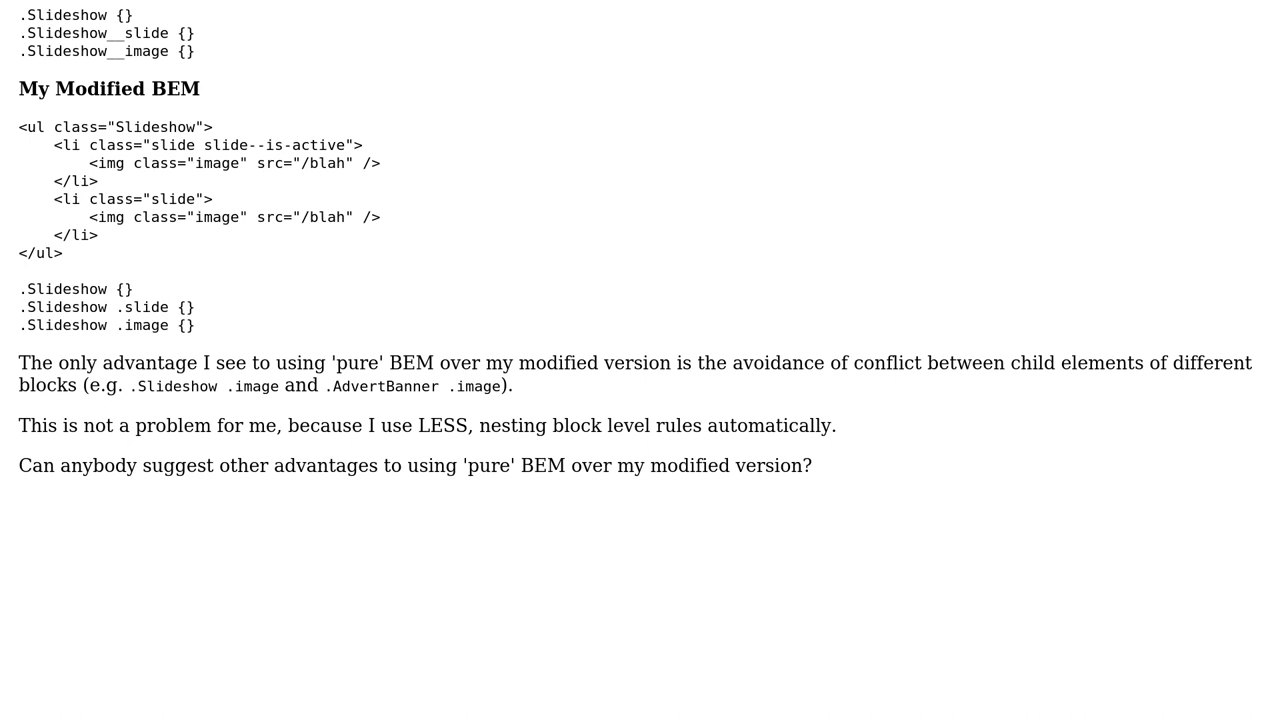 .Slideshow {}
.Slideshow__slide {}
.Slideshow__image {}
My Modified BEM
<ul class="Slideshow">
    <li class="slide slide--is-active">
        <img class="image" src="/blah" />
    </li>
    <li class="slide">
        <img class="image" src="/blah" />
    </li>
</ul>
.Slideshow {}
.Slideshow .slide {}
.Slideshow .image {}
The only advantage I see to using 'pure' BEM over my modified version is the avoidance of conflict between child elements of different
blocks (e.g. .Slideshow .image and .AdvertBanner .image).
This is not a problem for me, because I use LESS, nesting block level rules automatically.
Can anybody suggest other advantages to using 'pure' BEM over my modified version?